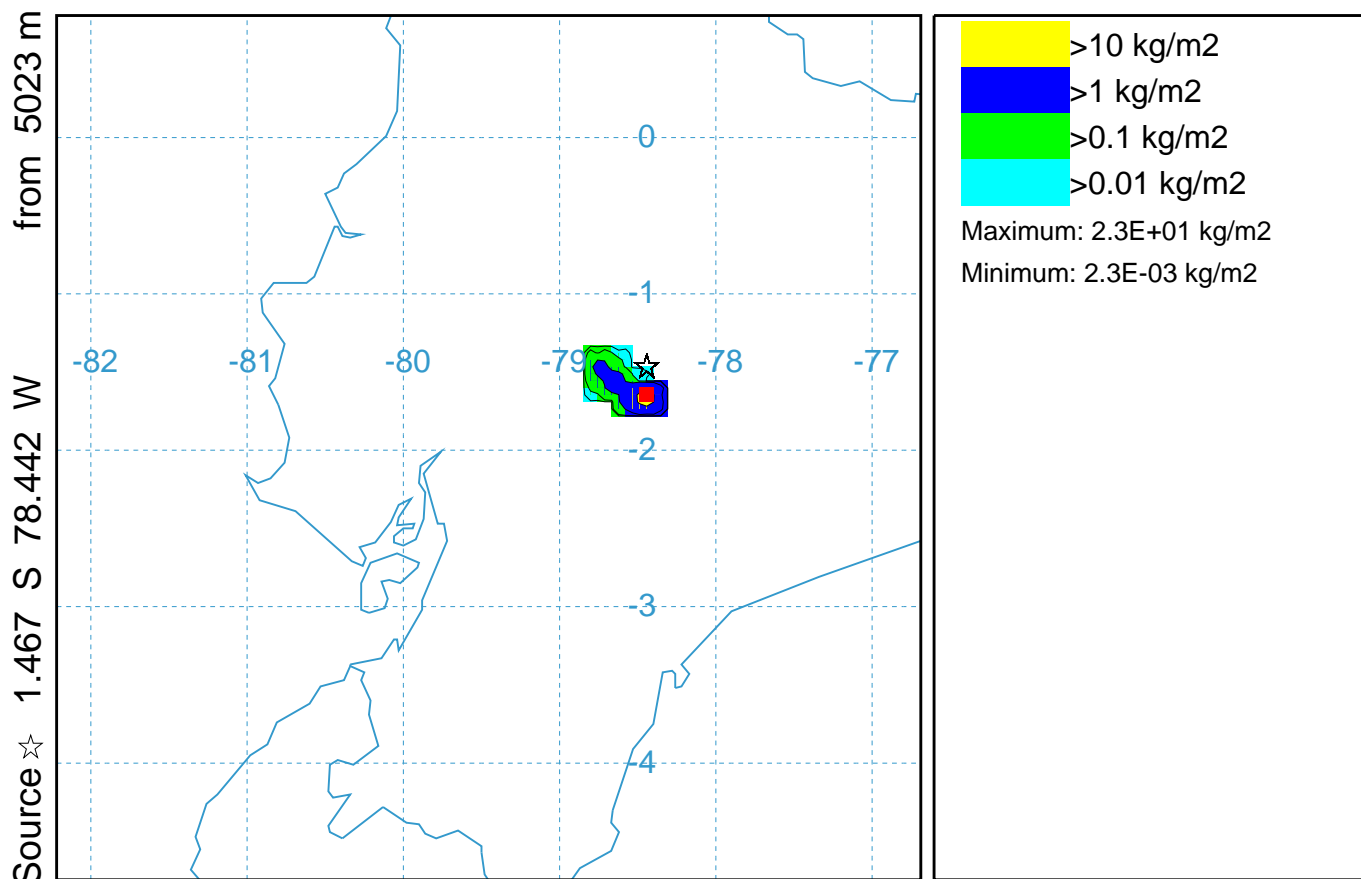 Source ☆ 1.467 S 78.442 W from 5023 m
0
-1
-82 -81 -80 -79 -78 -77
-2
-3
-4
>10 kg/m2
>1 kg/m2
>0.1 kg/m2
>0.01 kg/m2
Maximum: 2.3E+01 kg/m2
Minimum: 2.3E-03 kg/m2